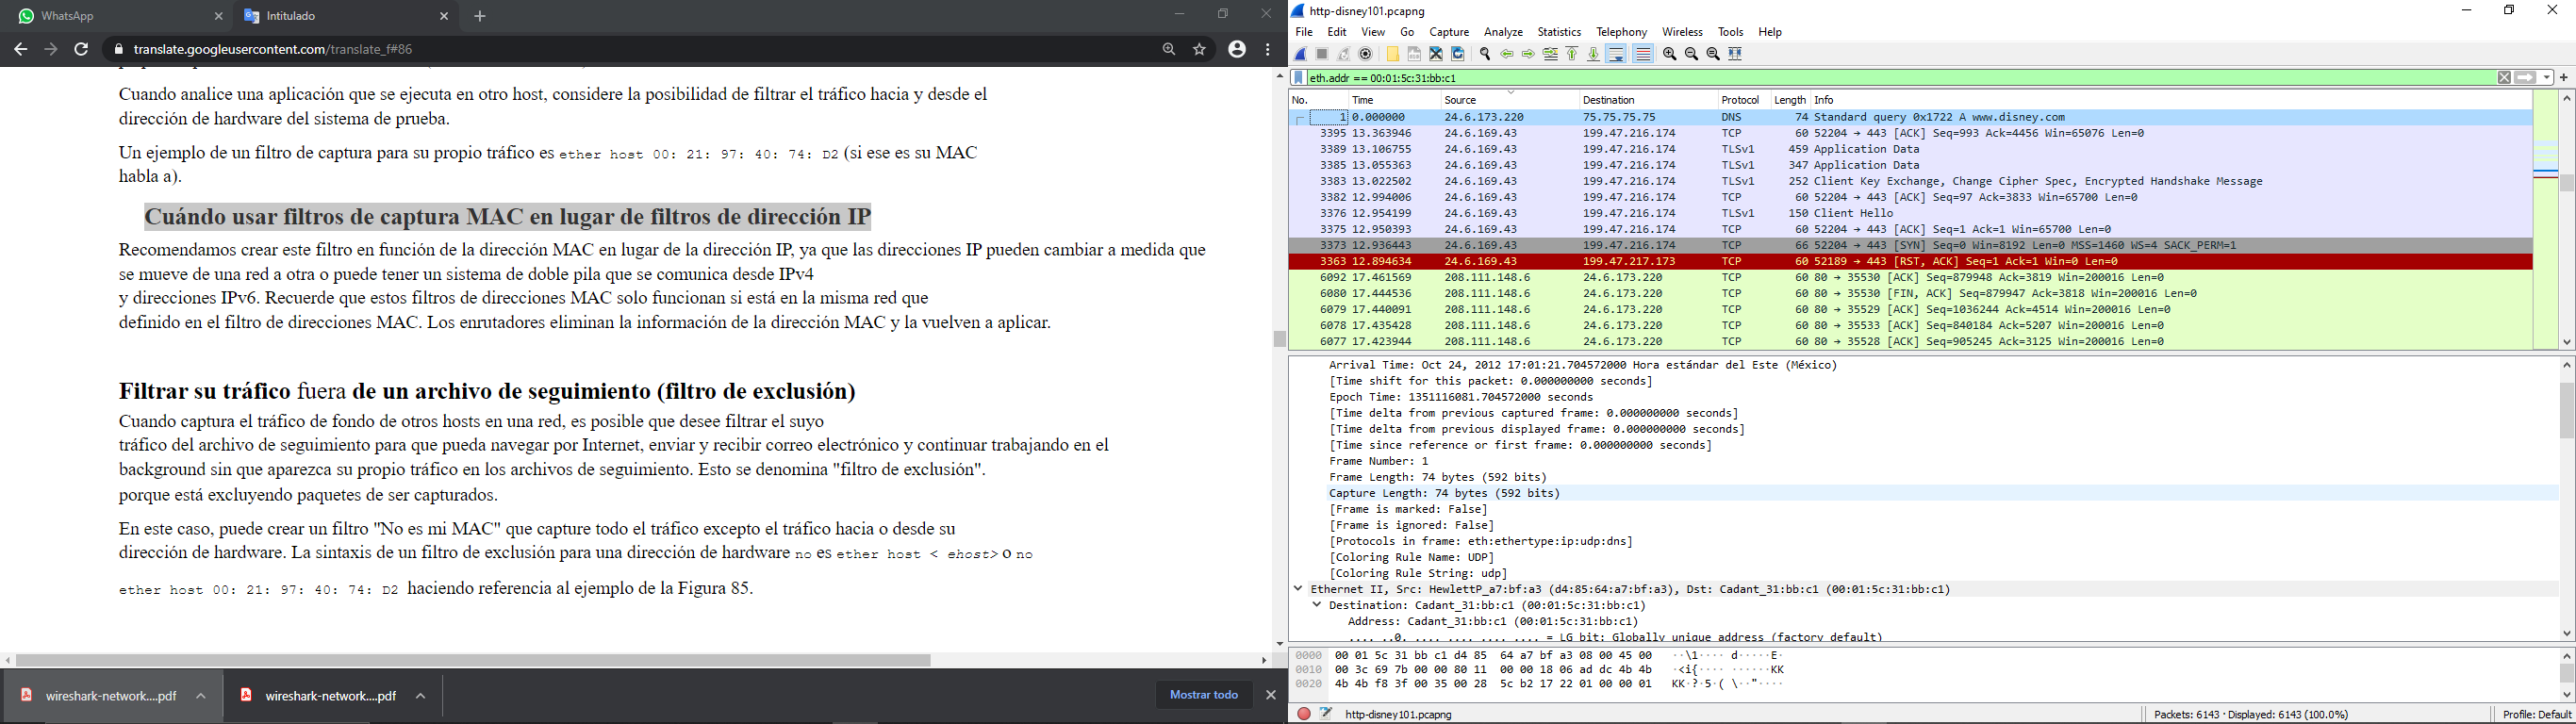 WhatsApp
Intitulado
translate.googleusercontent.com/translate_f#86
Cuando analice una aplicación que se ejecuta en otro host, considere la posibilidad de filtrar el tráfico hacia y desde el
dirección de hardware del sistema de prueba.
Un ejemplo de un filtro de captura para su propio tráfico es ether host 00: 21: 97: 40: 74: D2 (si ese es su MAC
habla a).
Cuándo usar filtros de captura MAC en lugar de filtros de dirección IP
Recomendamos crear este filtro en función de la dirección MAC en lugar de la dirección IP, ya que las direcciones IP pueden cambiar a medida que
se mueve de una red a otra o puede tener un sistema de doble pila que se comunica desde IPv4
y direcciones IPv6. Recuerde que estos filtros de direcciones MAC solo funcionan si está en la misma red que
definido en el filtro de direcciones MAC. Los enrutadores eliminan la información de la dirección MAC y la vuelven a aplicar.
Filtrar su tráfico fuera de un archivo de seguimiento (filtro de exclusión)
Cuando captura el tráfico de fondo de otros hosts en una red, es posible que desee filtrar el suyo
tráfico del archivo de seguimiento para que pueda navegar por Internet, enviar y recibir correo electrónico y continuar trabajando en el
background sin que aparezca su propio tráfico en los archivos de seguimiento. Esto se denomina "filtro de exclusión".
porque está excluyendo paquetes de ser capturados.
En este caso, puede crear un filtro "No es mi MAC" que capture todo el tráfico excepto el tráfico hacia o desde su
dirección de hardware. La sintaxis de un filtro de exclusión para una dirección de hardware no es ether host < ehost> o no
ether host 00: 21: 97: 40: 74: D2 haciendo referencia al ejemplo de la Figura 85.
wireshark-network....pdf
wireshark-network....pdf
Mostrar todo
http-disney101.pcapng
File Edit View Go Capture Analyze Statistics Telephony Wireless Tools Help
eth.addr == 00:01:5c:31:bb:c1
No. Time Source Destination Protocol Length Info
1 0.000000 24.6.173.220 75.75.75.75 DNS 74 Standard query 0x1722 A www.disney.com
3395 13.363946 24.6.169.43 199.47.216.174 TCP 60 52204 → 443 [ACK] Seq=993 Ack=4456 Win=65076 Len=0
3389 13.106755 24.6.169.43 199.47.216.174 TLSv1 459 Application Data
3385 13.055363 24.6.169.43 199.47.216.174 TLSv1 347 Application Data
3383 13.022502 24.6.169.43 199.47.216.174 TLSv1 252 Client Key Exchange, Change Cipher Spec, Encrypted Handshake Message
3382 12.994006 24.6.169.43 199.47.216.174 TCP 60 52204 → 443 [ACK] Seq=97 Ack=3833 Win=65700 Len=0
3376 12.954199 24.6.169.43 199.47.216.174 TLSv1 150 Client Hello
3375 12.950393 24.6.169.43 199.47.216.174 TCP 60 52204 → 443 [ACK] Seq=1 Ack=1 Win=65700 Len=0
3373 12.936443 24.6.169.43 199.47.216.174 TCP 66 52204 → 443 [SYN] Seq=0 Win=8192 Len=0 MSS=1460 WS=4 SACK_PERM=1
3363 12.894634 24.6.169.43 199.47.217.173 TCP 60 52189 → 443 [RST, ACK] Seq=1 Ack=1 Win=0 Len=0
6092 17.461569 208.111.148.6 24.6.173.220 TCP 60 80 → 35530 [ACK] Seq=879948 Ack=3819 Win=200016 Len=0
6080 17.444536 208.111.148.6 24.6.173.220 TCP 60 80 → 35530 [FIN, ACK] Seq=879947 Ack=3818 Win=200016 Len=0
6079 17.440091 208.111.148.6 24.6.173.220 TCP 60 80 → 35529 [ACK] Seq=1036244 Ack=4514 Win=200016 Len=0
6078 17.435428 208.111.148.6 24.6.173.220 TCP 60 80 → 35533 [ACK] Seq=840184 Ack=5207 Win=200016 Len=0
6077 17.423944 208.111.148.6 24.6.173.220 TCP 60 80 → 35528 [ACK] Seq=905245 Ack=3125 Win=200016 Len=0
Arrival Time: Oct 24, 2012 17:01:21.704572000 Hora estándar del Este (México)
[Time shift for this packet: 0.000000000 seconds]
Epoch Time: 1351116081.704572000 seconds
[Time delta from previous captured frame: 0.000000000 seconds]
[Time delta from previous displayed frame: 0.000000000 seconds]
[Time since reference or first frame: 0.000000000 seconds]
Frame Number: 1
Frame Length: 74 bytes (592 bits)
Capture Length: 74 bytes (592 bits)
[Frame is marked: False]
[Frame is ignored: False]
[Protocols in frame: eth:ethertype:ip:udp:dns]
[Coloring Rule Name: UDP]
[Coloring Rule String: udp]
Ethernet II, Src: HewlettP_a7:bf:a3 (d4:85:64:a7:bf:a3), Dst: Cadant_31:bb:c1 (00:01:5c:31:bb:c1)
Destination: Cadant_31:bb:c1 (00:01:5c:31:bb:c1)
Address: Cadant_31:bb:c1 (00:01:5c:31:bb:c1)
.... ..0. .... .... .... .... = LG bit: Globally unique address (factory default)
0000 00 01 5c 31 bb c1 d4 85 64 a7 bf a3 08 00 45 00 ··\1···· d·····E·
0010 00 3c 69 7b 00 00 80 11 00 00 18 06 ad dc 4b 4b ·<i{···· ······KK
0020 4b 4b f8 3f 00 35 00 28 5c b2 17 22 01 00 00 01 KK·?·5·( \··"····
http-disney101.pcapng
Packets: 6143 · Displayed: 6143 (100.0%)
Profile: Default